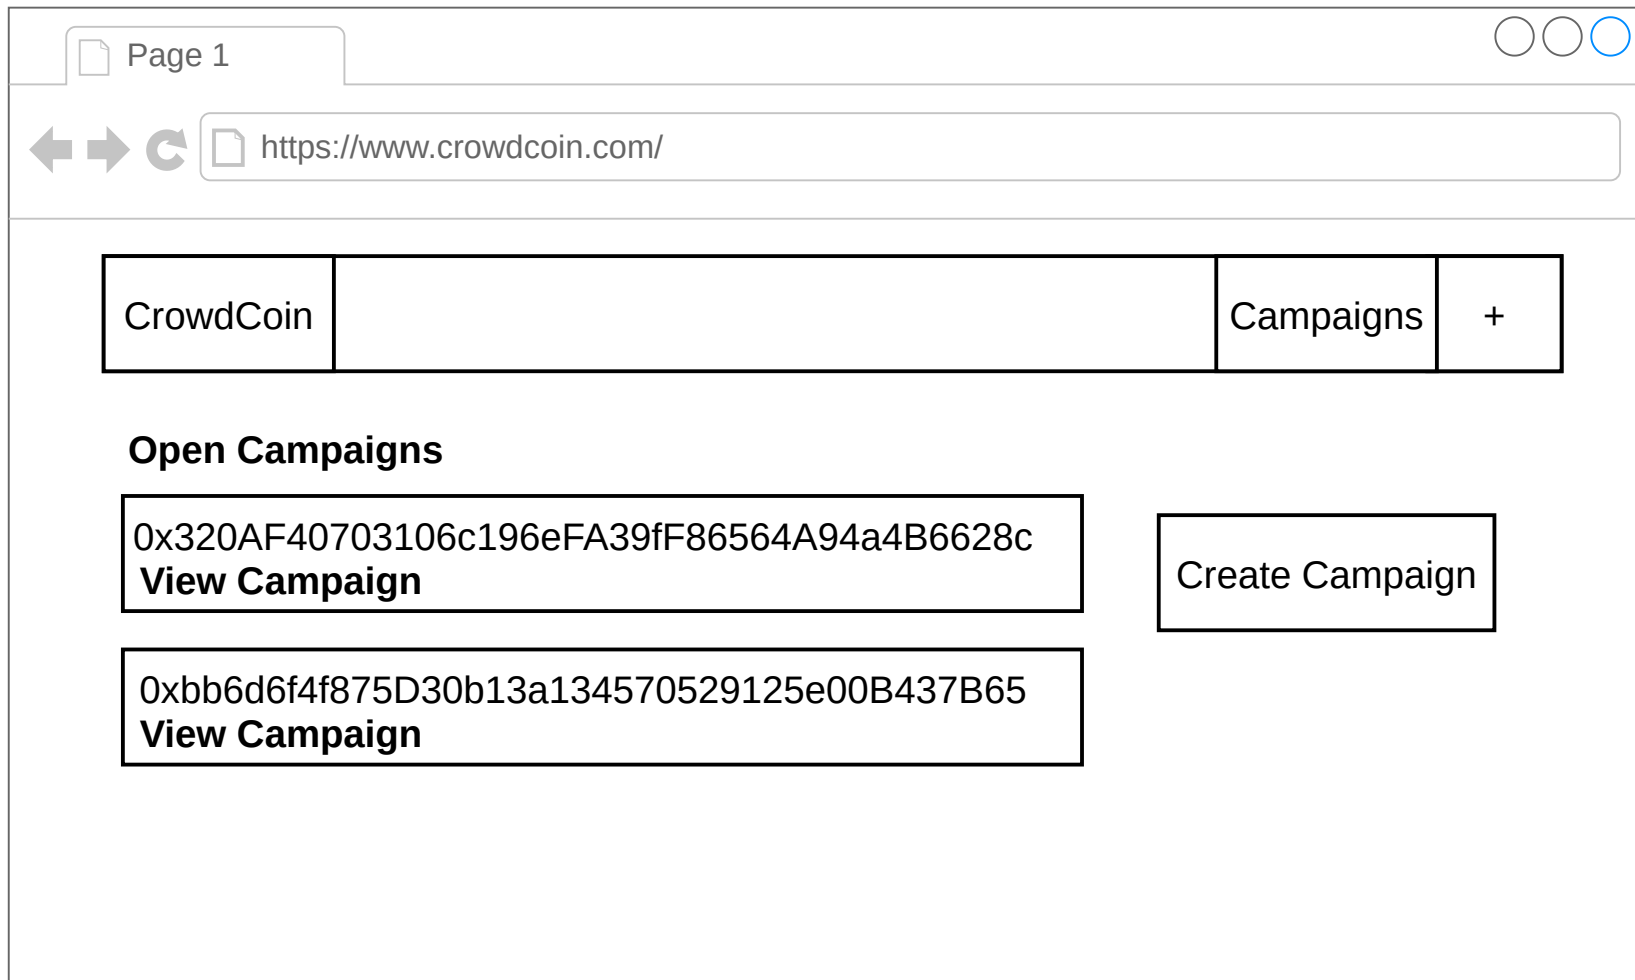 Page 1
https://www.crowdcoin.com/
CrowdCoin
Campaigns
+
Open Campaigns
0x320AF40703106c196eFA39fF86564A94a4B6628c
View Campaign
Create Campaign
0xbb6d6f4f875D30b13a134570529125e00B437B65
View Campaign